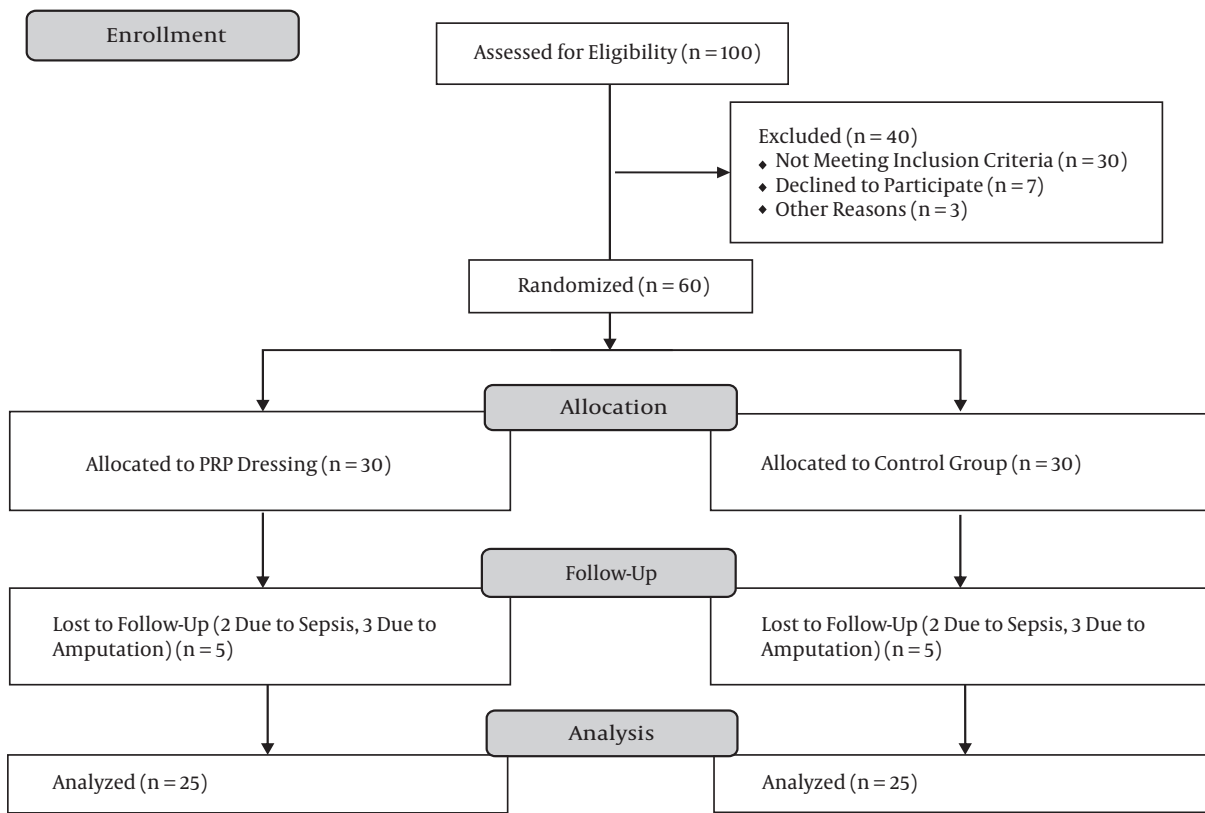 Enrollment
Assessed for Eligibility (n = 100)
Excluded (n = 40)
⬥ Not Meeting Inclusion Criteria (n = 30)
⬥ Declined to Participate (n = 7)
⬥ Other Reasons (n = 3)
Randomized (n = 60)
Allocation
Allocated to PRP Dressing (n = 30)
Allocated to Control Group (n = 30)
Follow-Up
Lost to Follow-Up (2 Due to Sepsis, 3 Due to
Amputation) (n = 5)
Lost to Follow-Up (2 Due to Sepsis, 3 Due to
Amputation) (n = 5)
Analysis
Analyzed (n = 25)
Analyzed (n = 25)